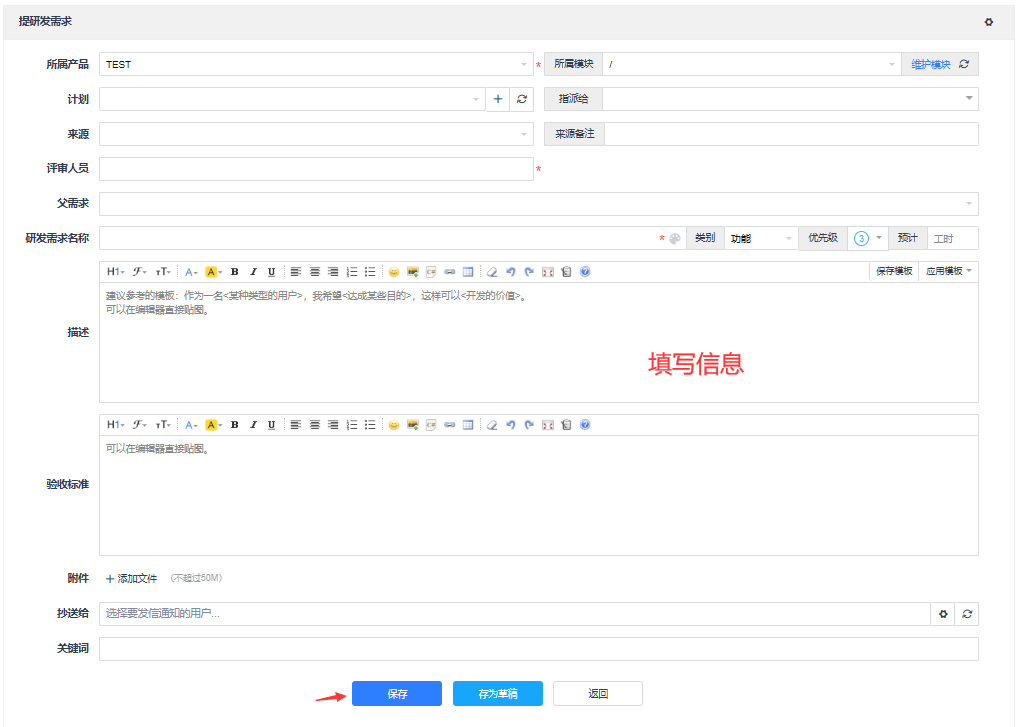 提研发需求
所属产品 TEST * 所属模块 / 维护模块
计划 指派给
来源 来源备注
评审人员 *
父需求
研发需求名称 * 类别 功能 优先级 3 预计 工时
H1 F TT A A B I U 保存模板 应用模板
建议参考的模板：作为一名<某种类型的用户>，我希望<达成某些目的>，这样可以<开发的价值>。
可以在编辑器直接贴图。
描述
填写信息
H1 F TT A A B I U
可以在编辑器直接贴图。
验收标准
附件 + 添加文件 (不超过50M)
抄送给 选择要发信通知的用户...
关键词
保存 存为草稿 返回